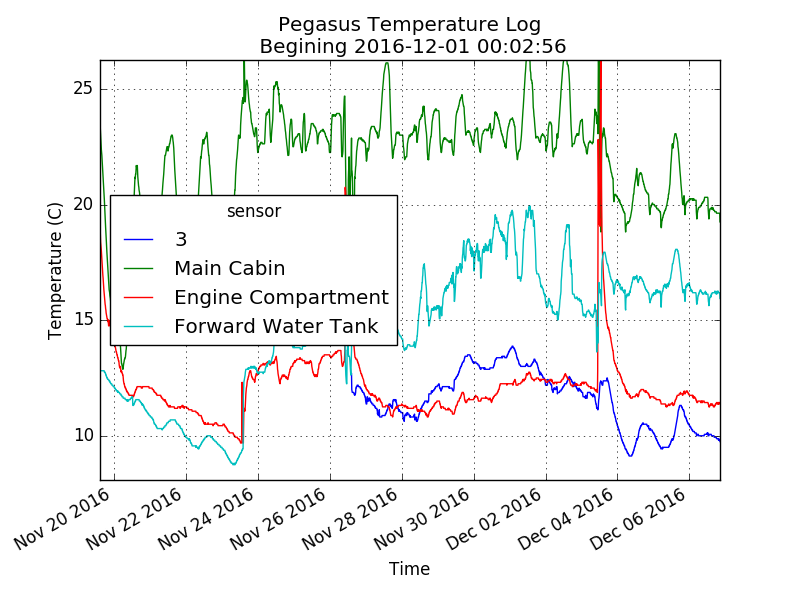 Pegasus Temperature Log
Begining 2016-12-01 00:02:56
Temperature (C)
25
20
15
10
sensor
3
Main Cabin
Engine Compartment
Forward Water Tank
Nov 20 2016
Nov 22 2016
Nov 24 2016
Nov 26 2016
Nov 28 2016
Nov 30 2016
Dec 02 2016
Dec 04 2016
Dec 06 2016
Time